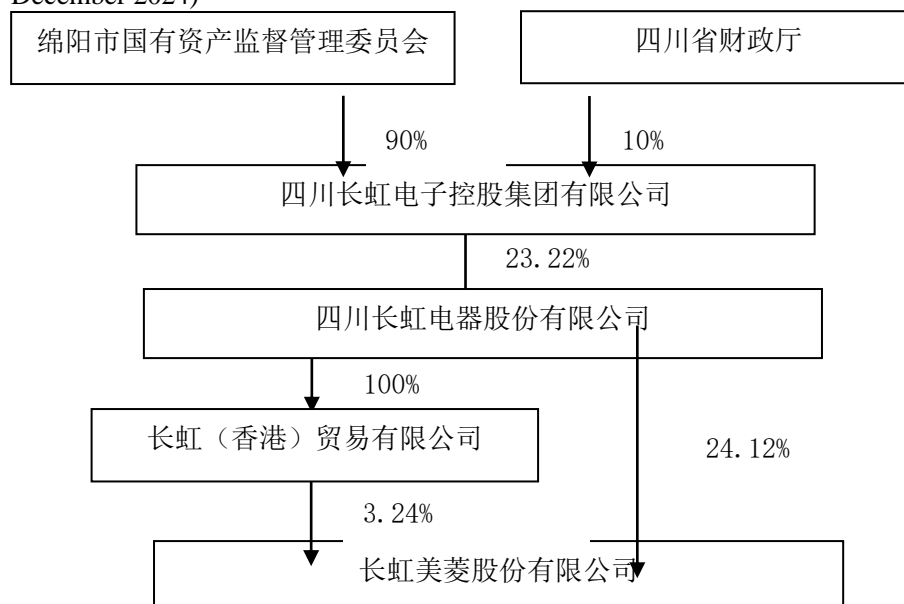 December 2024)
绵阳市国有资产监督管理委员会
四川省财政厅
90%
10%
四川长虹电子控股集团有限公司
23.22%
四川长虹电器股份有限公司
100%
长虹（香港）贸易有限公司
24.12%
3.24%
长虹美菱股份有限公司